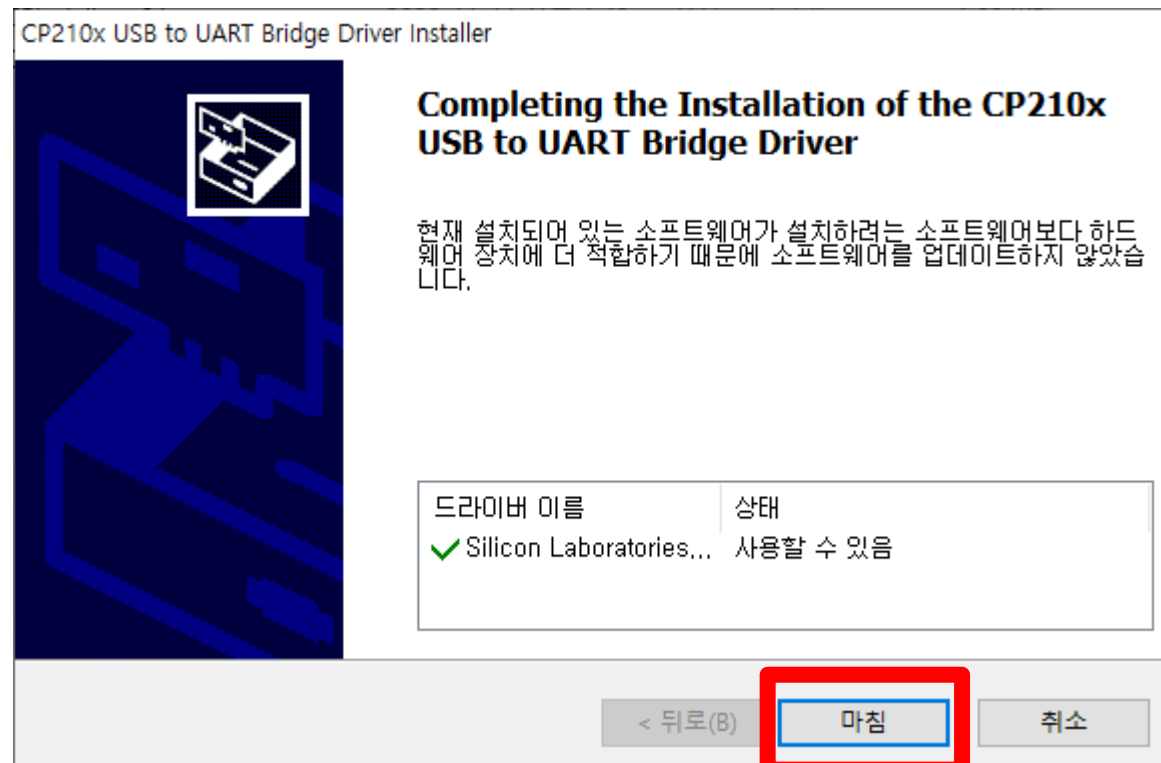 CP210x USB to UART Bridge Driver Installer
Completing the Installation of the CP210x
USB to UART Bridge Driver
현재 설치되어 있는 소프트웨어가 설치하려는 소프트웨어보다 하드
웨어 장치에 더 적합하기 때문에 소프트웨어를 업데이트하지 않았습
니다.
드라이버 이름 상태
Silicon Laboratories... 사용할 수 있음
< 뒤로(B) 마침 취소